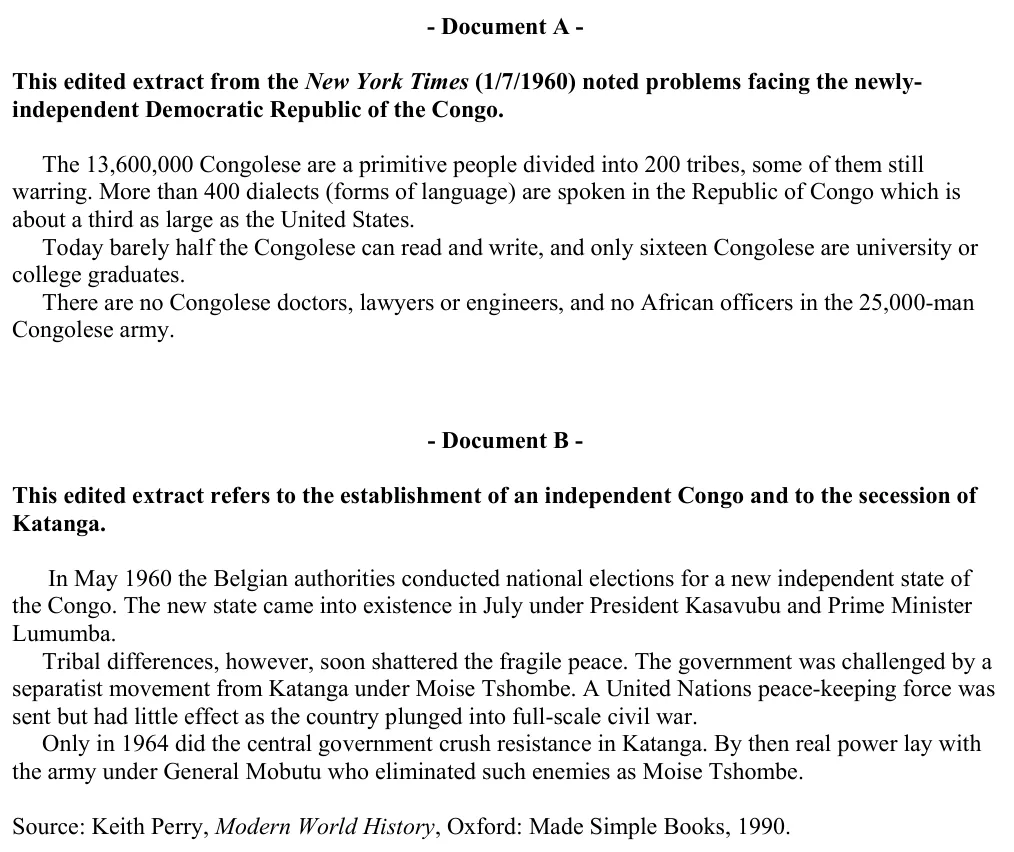 - Document A -
This edited extract from the New York Times (1/7/1960) noted problems facing the newly-
independent Democratic Republic of the Congo.
The 13,600,000 Congolese are a primitive people divided into 200 tribes, some of them still
warring. More than 400 dialects (forms of language) are spoken in the Republic of Congo which is
about a third as large as the United States.
Today barely half the Congolese can read and write, and only sixteen Congolese are university or
college graduates.
There are no Congolese doctors, lawyers or engineers, and no African officers in the 25,000-man
Congolese army.
- Document B -
This edited extract refers to the establishment of an independent Congo and to the secession of
Katanga.
In May 1960 the Belgian authorities conducted national elections for a new independent state of
the Congo. The new state came into existence in July under President Kasavubu and Prime Minister
Lumumba.
Tribal differences, however, soon shattered the fragile peace. The government was challenged by a
separatist movement from Katanga under Moise Tshombe. A United Nations peace-keeping force was
sent but had little effect as the country plunged into full-scale civil war.
Only in 1964 did the central government crush resistance in Katanga. By then real power lay with
the army under General Mobutu who eliminated such enemies as Moise Tshombe.
Source: Keith Perry, Modern World History, Oxford: Made Simple Books, 1990.